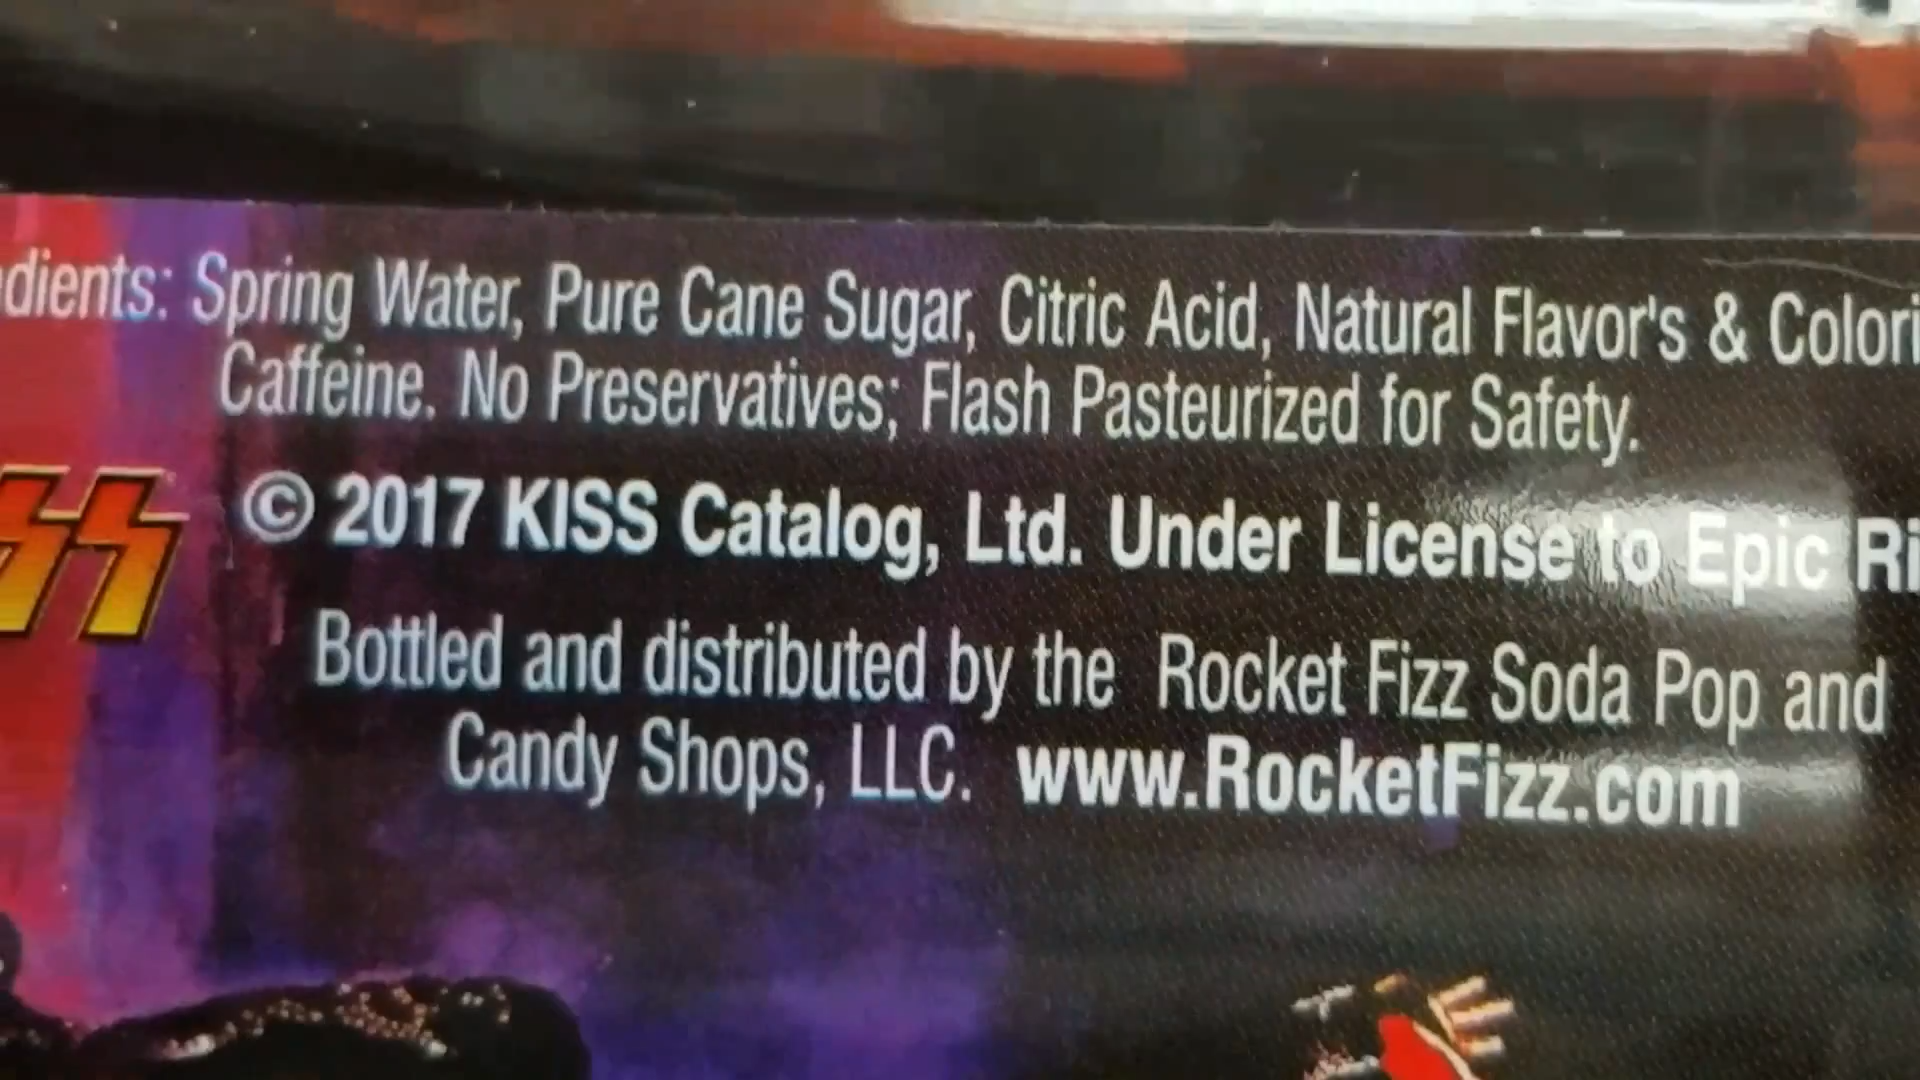 dients: Spring Water, Pure Cane Sugar, Citric Acid, Natural Flavor's & Colori
Caffeine. No Preservatives; Flash Pasteurized for Safety.
© 2017 KISS Catalog, Ltd. Under License to Epic Ri
Bottled and distributed by the Rocket Fizz Soda Pop and
Candy Shops, LLC. www.RocketFizz.com